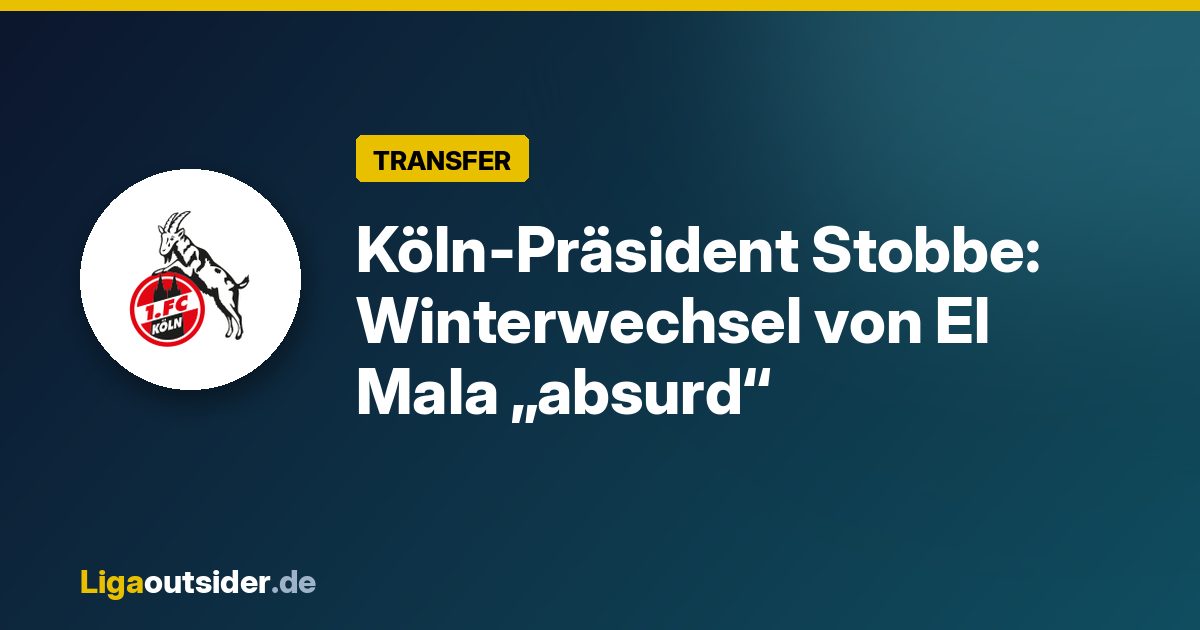 TRANSFER
Köln-Präsident Stobbe:
Winterwechsel von El
Mala „absurd“
1.FC
KÖLN
Ligaoutsider.de